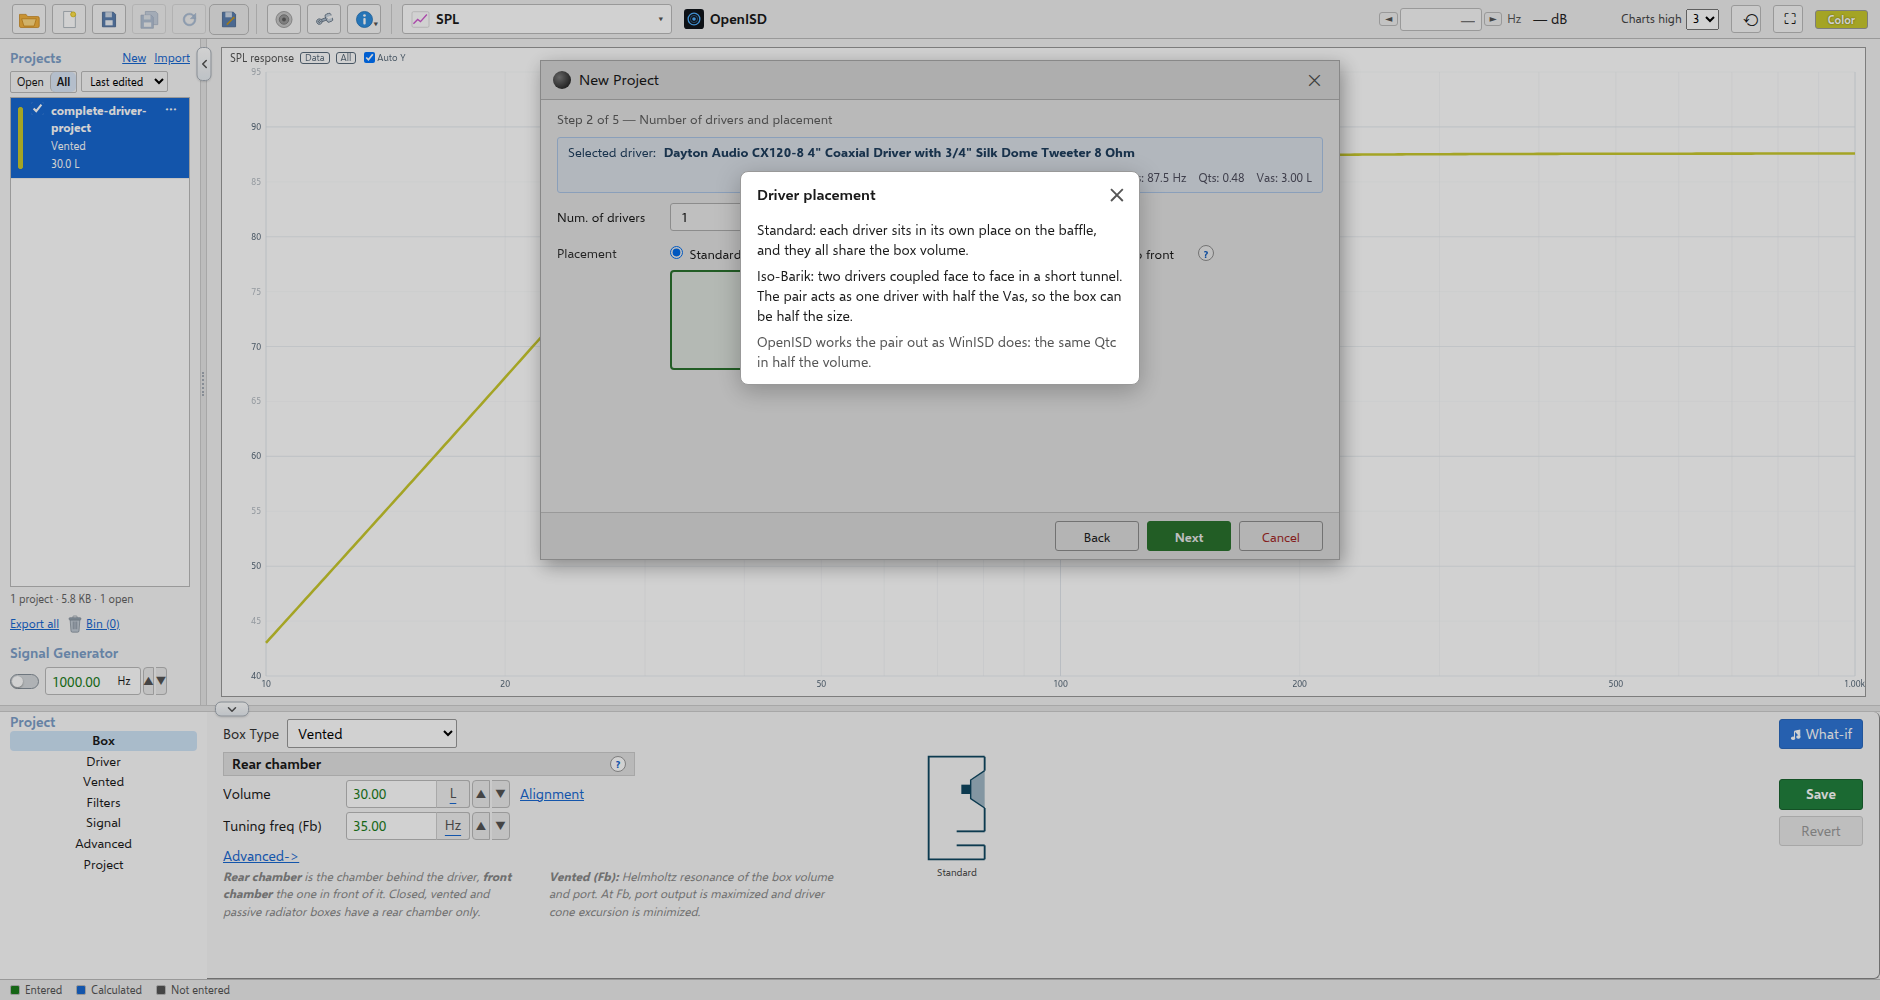 SPL
OpenISD
— Hz — dB
Charts high 3
Color
Projects New Import
Open All Last edited
complete-driver-project
Vented
30.0 L
1 project · 5.8 KB · 1 open
Export all Bin (0)
Signal Generator
1000.00 Hz
SPL response Data All Auto Y
95
90
85
80
75
70
65
60
55
50
45
40
10 20 50 100 200 500 1.00k
New Project
Step 2 of 5 — Number of drivers and placement
Selected driver: Dayton Audio CX120-8 4" Coaxial Driver with 3/4" Silk Dome Tweeter 8 Ohm
s: 87.5 Hz Qts: 0.48 Vas: 3.00 L
Num. of drivers 1
Placement Standard front ?
Driver placement
Standard: each driver sits in its own place on the baffle,
and they all share the box volume.
Iso-Barik: two drivers coupled face to face in a short tunnel.
The pair acts as one driver with half the Vas, so the box can
be half the size.
OpenISD works the pair out as WinISD does: the same Qtc
in half the volume.
Back Next Cancel
Project
Box
Driver
Vented
Filters
Signal
Advanced
Project
Box Type Vented
Rear chamber ?
Volume 30.00 L Alignment
Tuning freq (Fb) 35.00 Hz
Advanced->
Rear chamber is the chamber behind the driver, front
chamber the one in front of it. Closed, vented and
passive radiator boxes have a rear chamber only.
Vented (Fb): Helmholtz resonance of the box volume
and port. At Fb, port output is maximized and driver
cone excursion is minimized.
Standard
What-if
Save
Revert
Entered Calculated Not entered